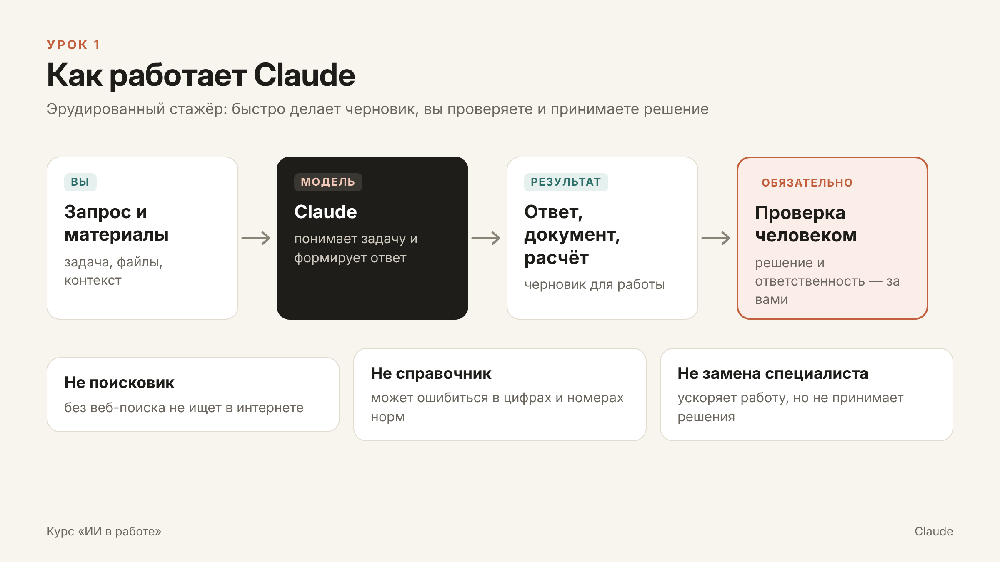 УРОК 1
Как работает Claude
Эрудированный стажёр: быстро делает черновик, вы проверяете и принимаете решение
ВЫ
Запрос и
материалы
задача, файлы,
контекст
МОДЕЛЬ
Claude
понимает задачу и
формирует ответ
РЕЗУЛЬТАТ
Ответ,
документ,
расчёт
черновик для работы
ОБЯЗАТЕЛЬНО
Проверка
человеком
решение и
ответственность — за
вами
Не поисковик
без веб-поиска не ищет в интернете
Не справочник
может ошибиться в цифрах и номерах
норм
Не замена специалиста
ускоряет работу, но не принимает
решения
Курс «ИИ в работе»
Claude